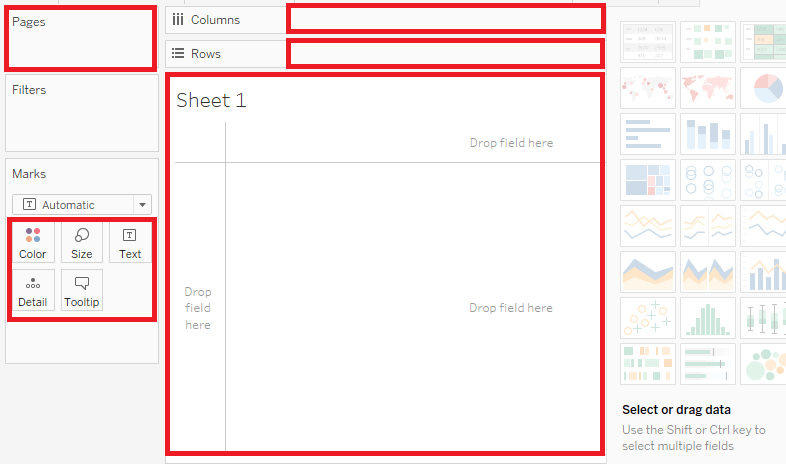 Pages
Columns
Rows
Filters
Sheet 1
Drop field here
Marks
Automatic
Color
Size
Text
Detail
Tooltip
Drop
field
here
Drop field here
Select or drag data
Use the Shift or Ctrl key to
select multiple fields